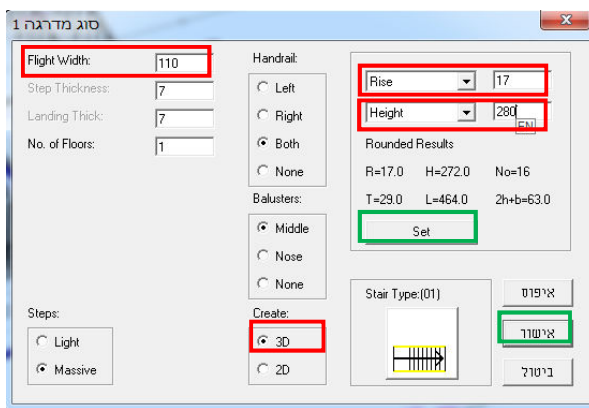 סוג מדרגה 1
Flight Width: 110
Step Thickness: 7
Landing Thick: 7
No. of Floors: 1
Steps:
Light
Massive
Handrail:
Left
Right
Both
None
Balusters:
Middle
Nose
None
Create:
3D
2D
Rise 17
Height 280
EN
Rounded Results
R=17.0 H=272.0 No=16
T=29.0 L=464.0 2h+b=63.0
Set
Stair Type:(01)
איפוס
אישור
ביטול